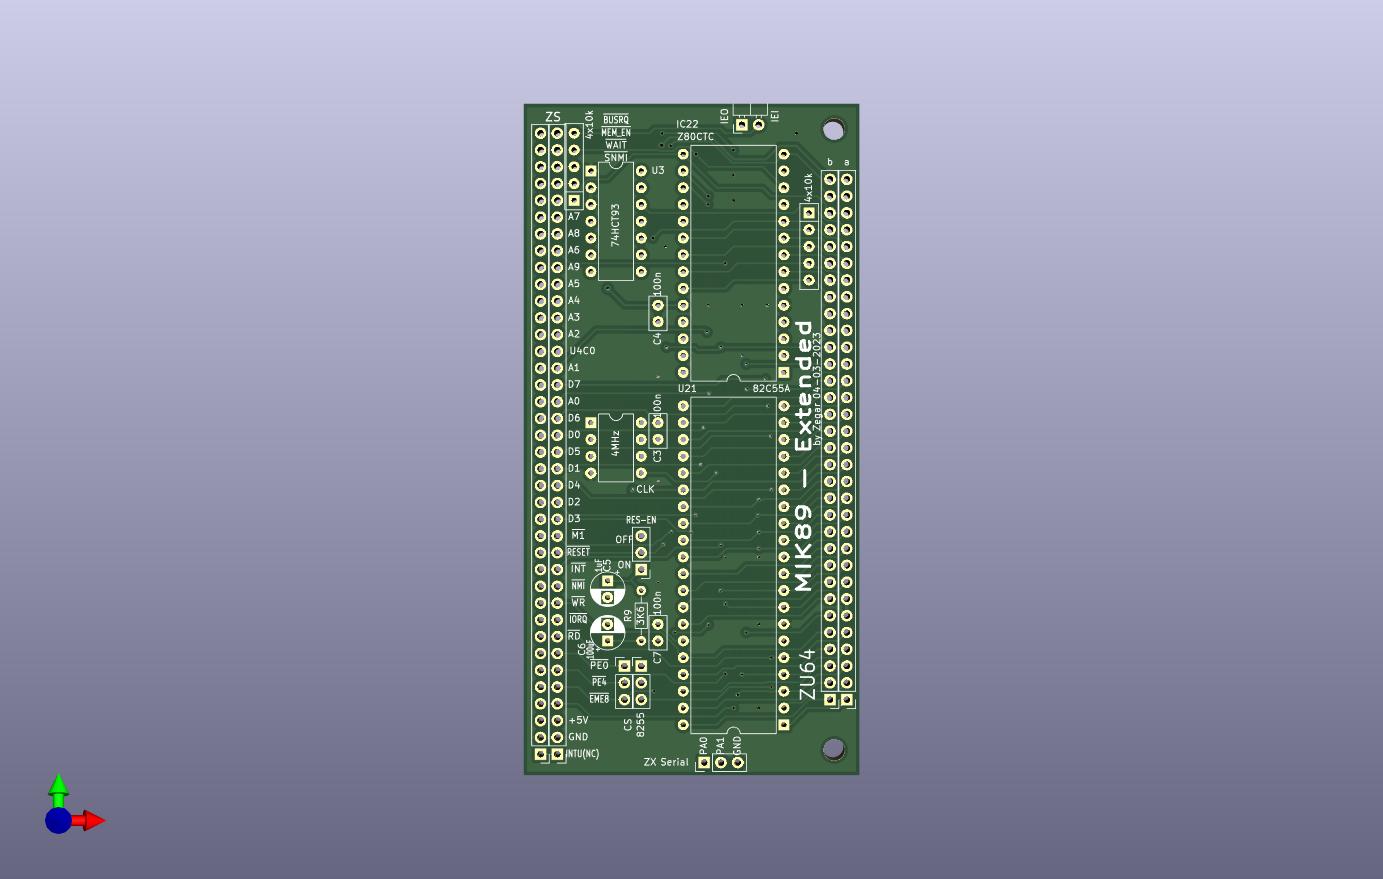 ZS
4x10k
BUSRQ
MEM_EN
WAIT
SNMI
IC22
Z80CTC
IEO
IEI
U3
74HCT93
b a
4x10k
A7
A8
A6
A9
A5
A4
A3
A2
U4C0
A1
D7
A0
D6
D0
D5
D1
D4
D2
D3
M1
RESET
INT
NMI
WR
IORQ
RD
100n
C4
U21
82C55A
100n
C3
4MHz
CLK
RES-EN
OFF
ON
1uF
C5
+
R9
3K6
100n
C7
C6
100uF
+
PE0
PE4
EME8
CS
8255
+5V
GND
INTU(NC)
ZX Serial
PA0
PA1
GND
MIK89 - Extended
by Zegar 04-03-2023
ZU64